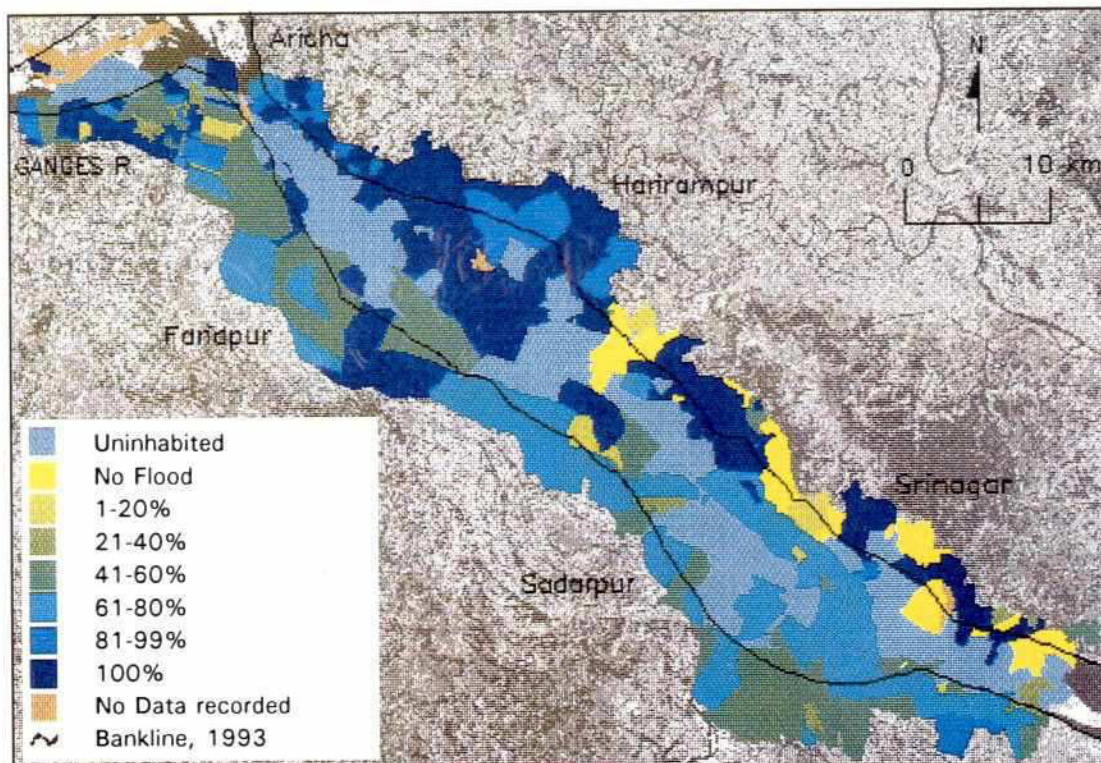 Aricha
N
GANGES R.
0 10 km
Harirampur
Faridpur
Srinagar
Sadarpur
Uninhabited
No Flood
1-20%
21-40%
41-60%
61-80%
81-99%
100%
No Data recorded
Bankline, 1993